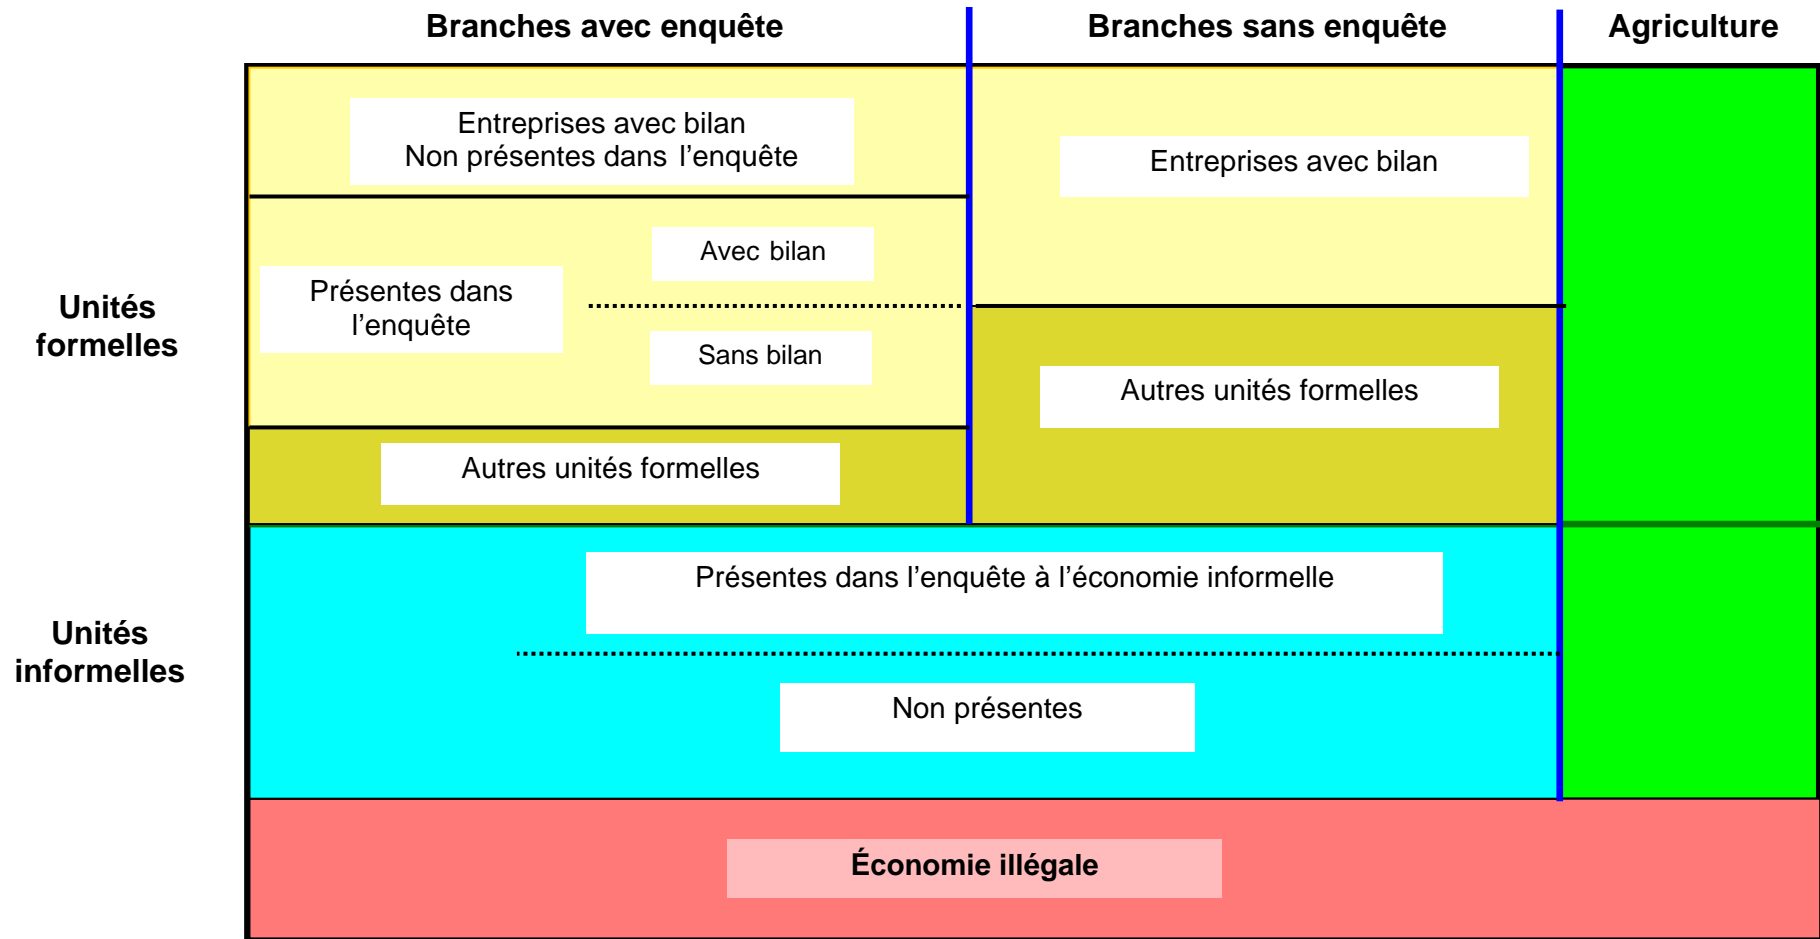 Branches avec enquête
Branches sans enquête
Agriculture
Entreprises avec bilan
Non présentes dans l’enquête
Entreprises avec bilan
Avec bilan
Unités
formelles
Présentes dans
l’enquête
Sans bilan
Autres unités formelles
Autres unités formelles
Présentes dans l’enquête à l’économie informelle
Unités
informelles
Non présentes
Économie illégale